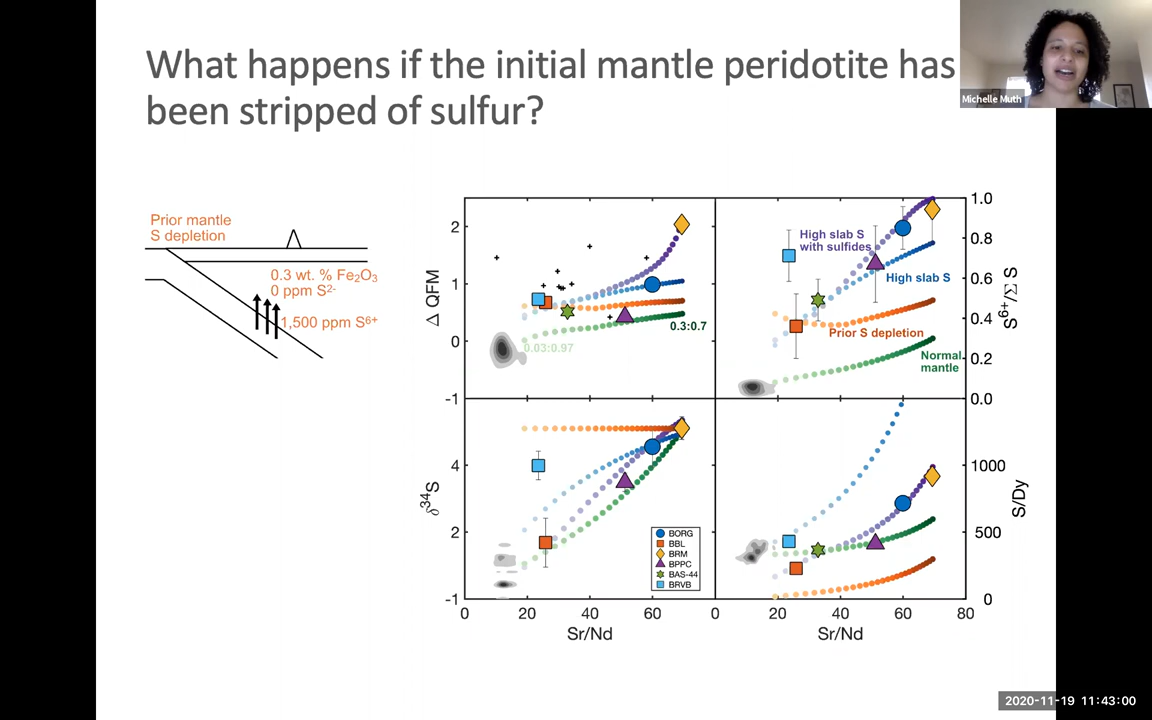 What happens if the initial mantle peridotite has
been stripped of sulfur?
Michelle Muth
Prior mantle
S depletion
0.3 wt. % Fe₂O₃
0 ppm S²⁻
1,500 ppm S⁶⁺
Δ QFM
2
1
0
-1
0.03:0.97
0.3:0.7
High slab S
with sulfides
High slab S
Prior S depletion
Normal
mantle
1.0
0.8
0.6
0.4
0.2
0.0
S⁶⁺/Σ S
δ³⁴S
4
2
-1
BORG
BBL
BRM
BPPC
BAS-44
BRVB
1000
500
0
S/Dy
0 20 40 60 0 20 40 60 80
Sr/Nd Sr/Nd
2020-11-19 11:43:00